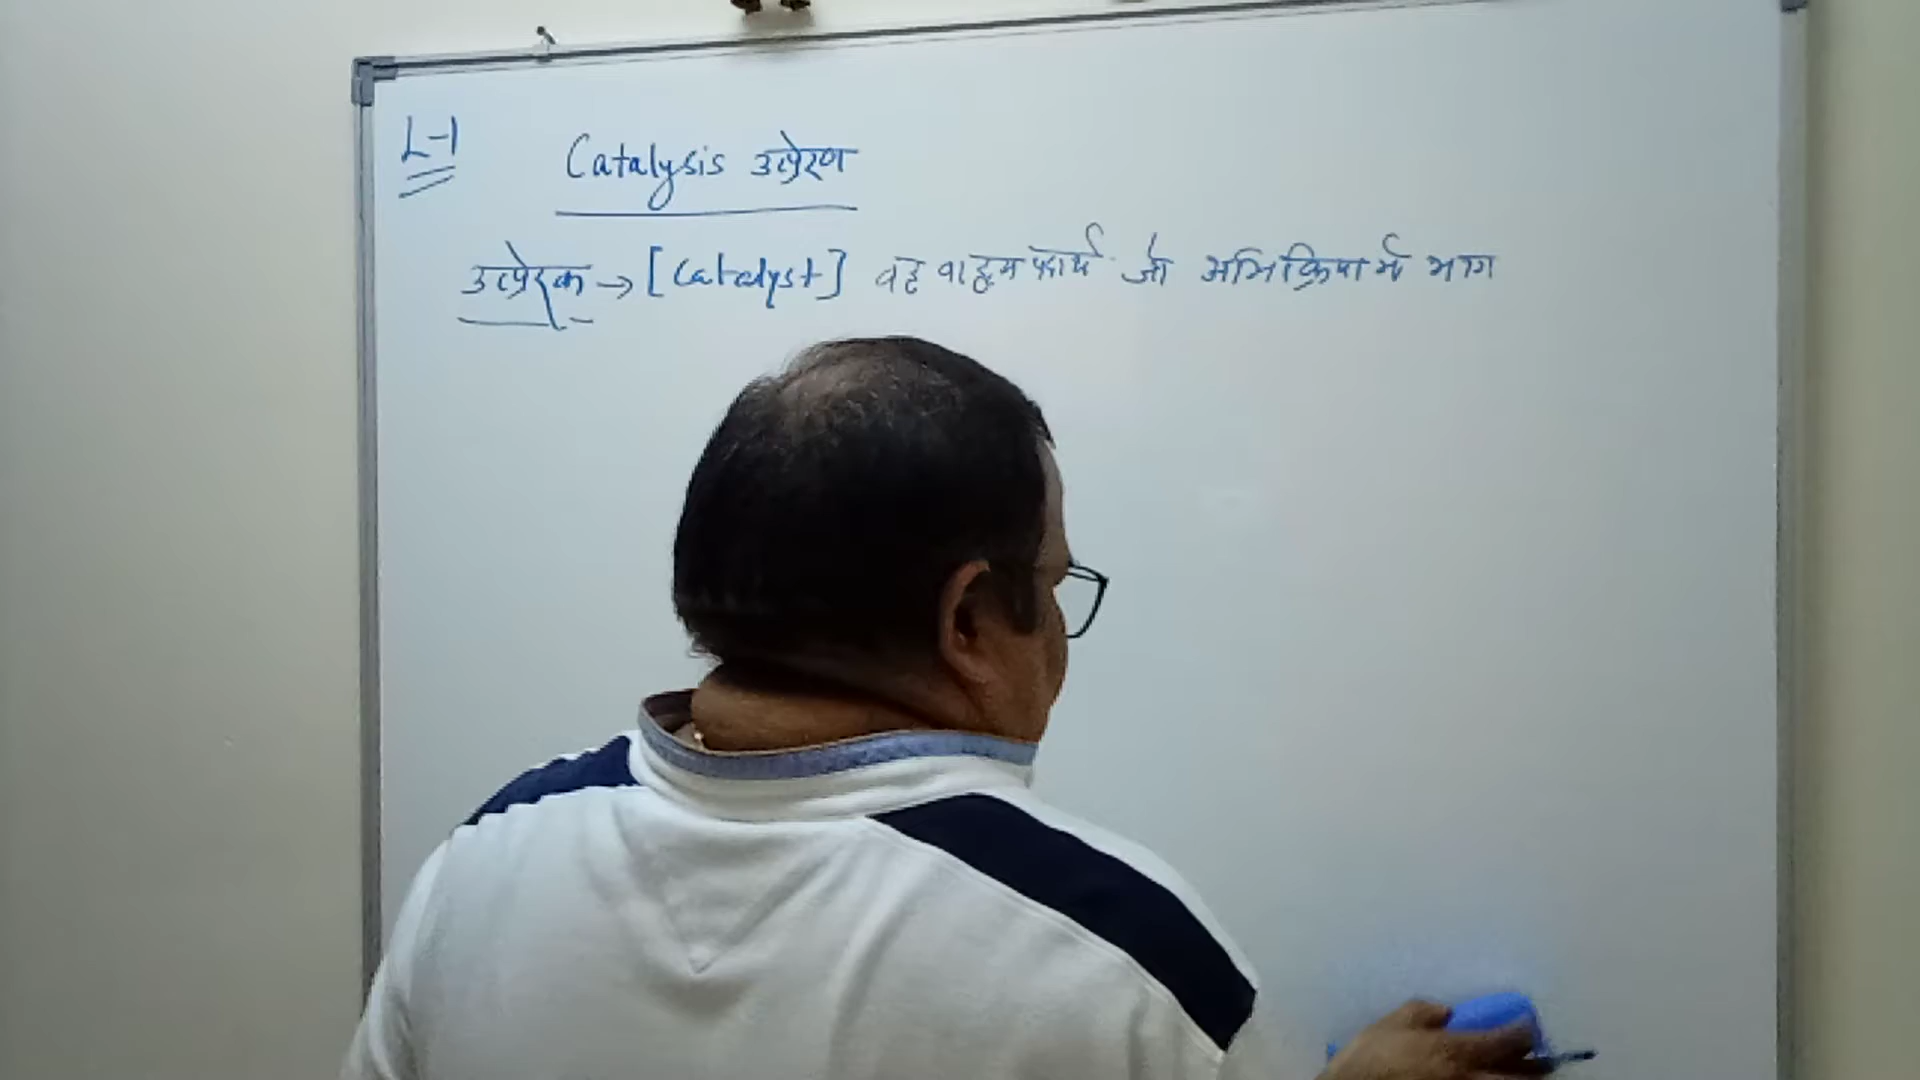 L-1
Catalysis उत्प्रेरण
उत्प्रेरक → [Catalyst] वह वाह्य पदार्थ जो अभिक्रिया में भाग